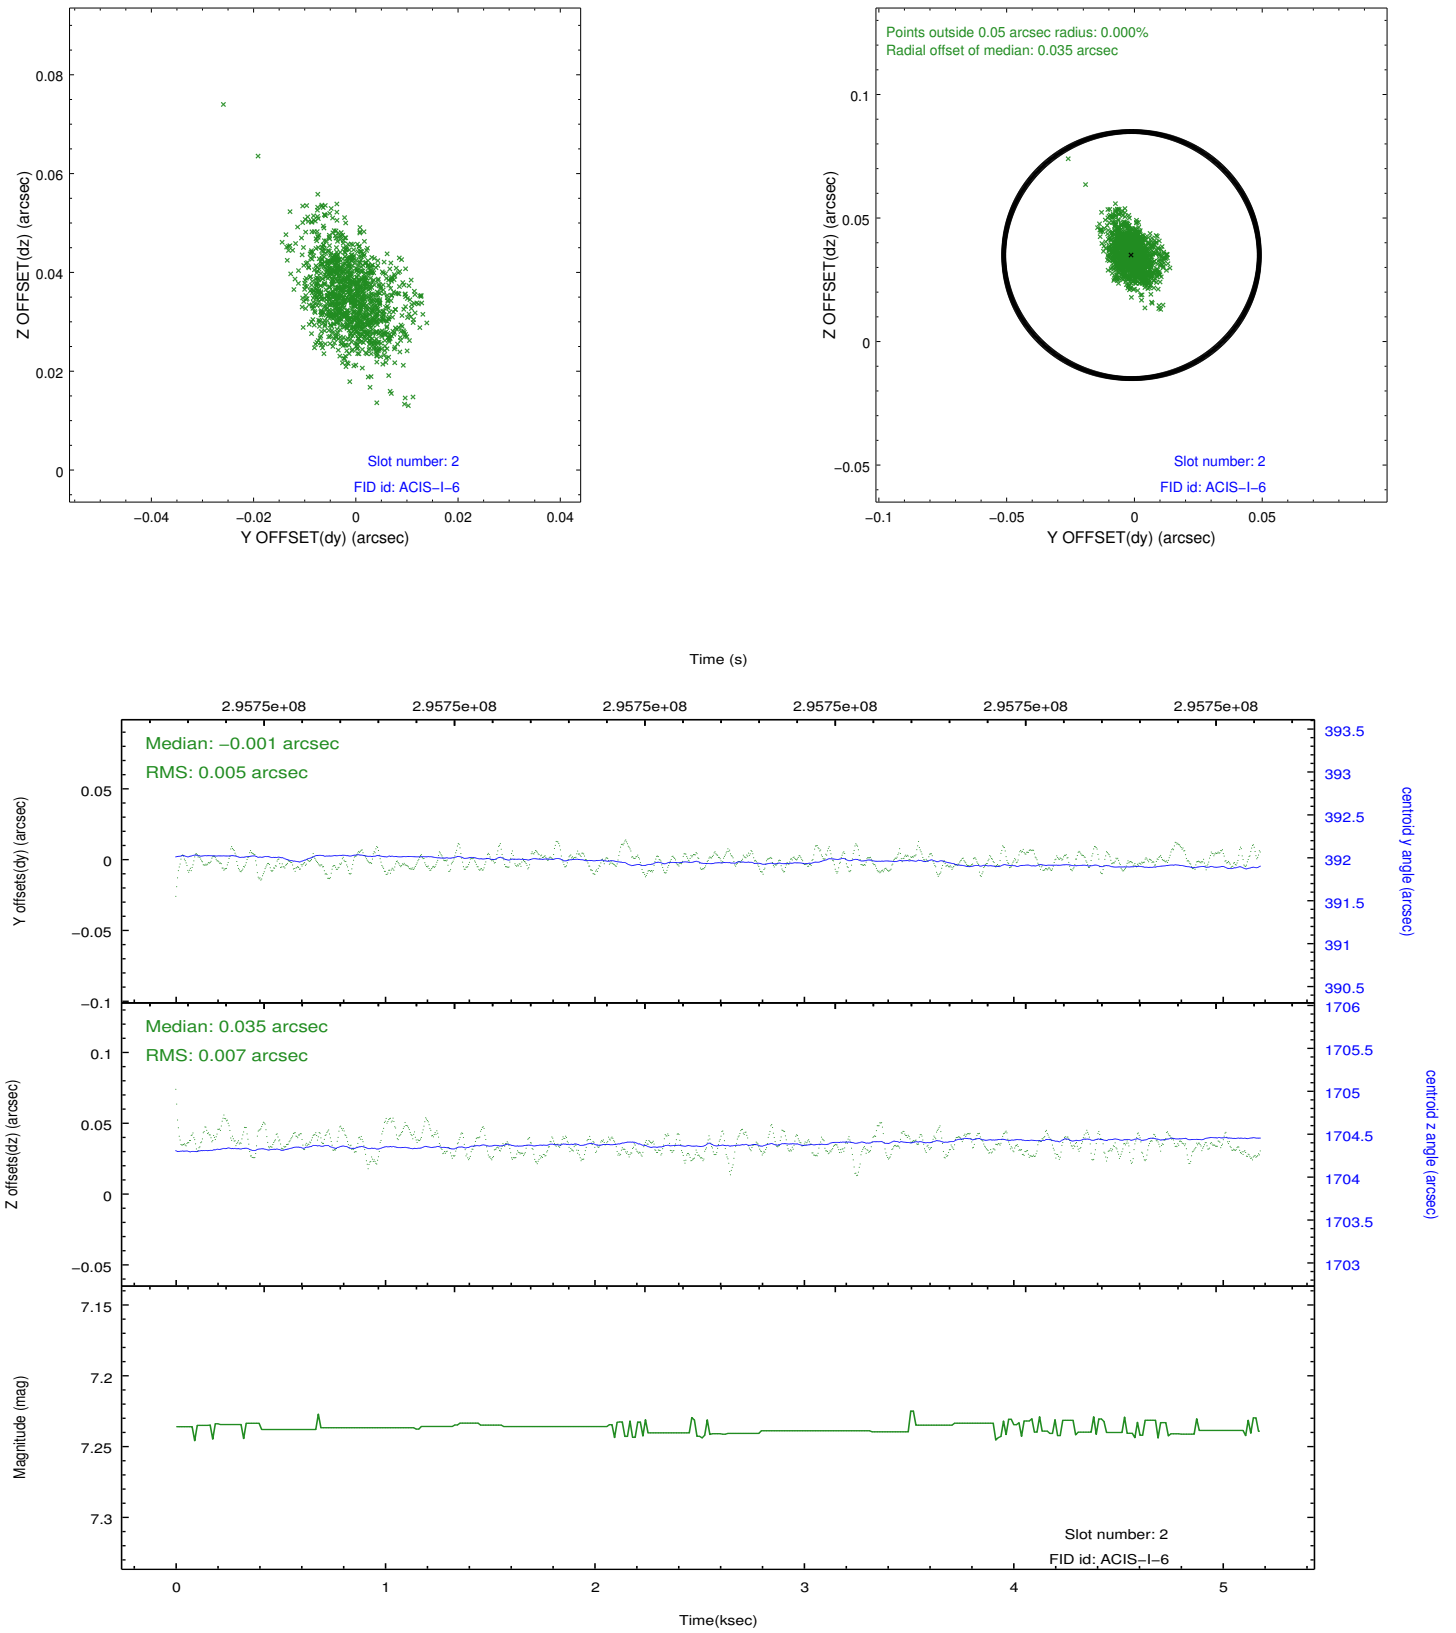 0.08
0.06
0.04
0.02
0
Z OFFSET(dz) (arcsec)
Slot number: 2
FID id: ACIS−I−6
−0.04
−0.02
0
0.02
0.04
Y OFFSET(dy) (arcsec)
Points outside 0.05 arcsec radius: 0.000%
Radial offset of median: 0.035 arcsec
0.1
0.05
0
−0.05
Z OFFSET(dz) (arcsec)
Slot number: 2
FID id: ACIS−I−6
−0.1
−0.05
0
0.05
Y OFFSET(dy) (arcsec)
Time (s)
2.9575e+08
2.9575e+08
2.9575e+08
2.9575e+08
2.9575e+08
2.9575e+08
Median: −0.001 arcsec
RMS: 0.005 arcsec
0.05
0
−0.05
−0.1
Y offsets(dy) (arcsec)
393.5
393
392.5
392
391.5
391
390.5
centroid y angle (arcsec)
Median: 0.035 arcsec
RMS: 0.007 arcsec
0.1
0.05
0
−0.05
Z offsets(dz) (arcsec)
1706
1705.5
1705
1704.5
1704
1703.5
1703
centroid z angle (arcsec)
7.15
7.2
7.25
7.3
Magnitude (mag)
Slot number: 2
FID id: ACIS−I−6
0
1
2
3
4
5
Time(ksec)